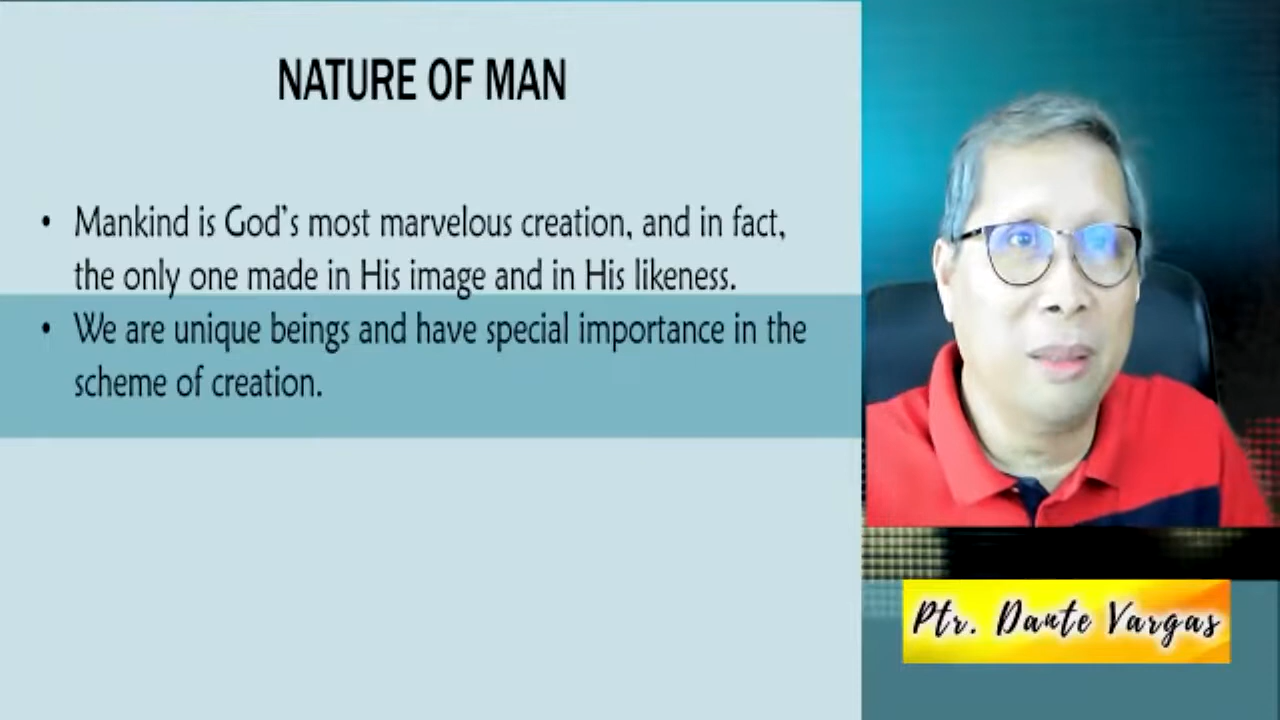 NATURE OF MAN
• Mankind is God's most marvelous creation, and in fact,
the only one made in His image and in His likeness.
• We are unique beings and have special importance in the
scheme of creation.
Ptr. Dante Vargas